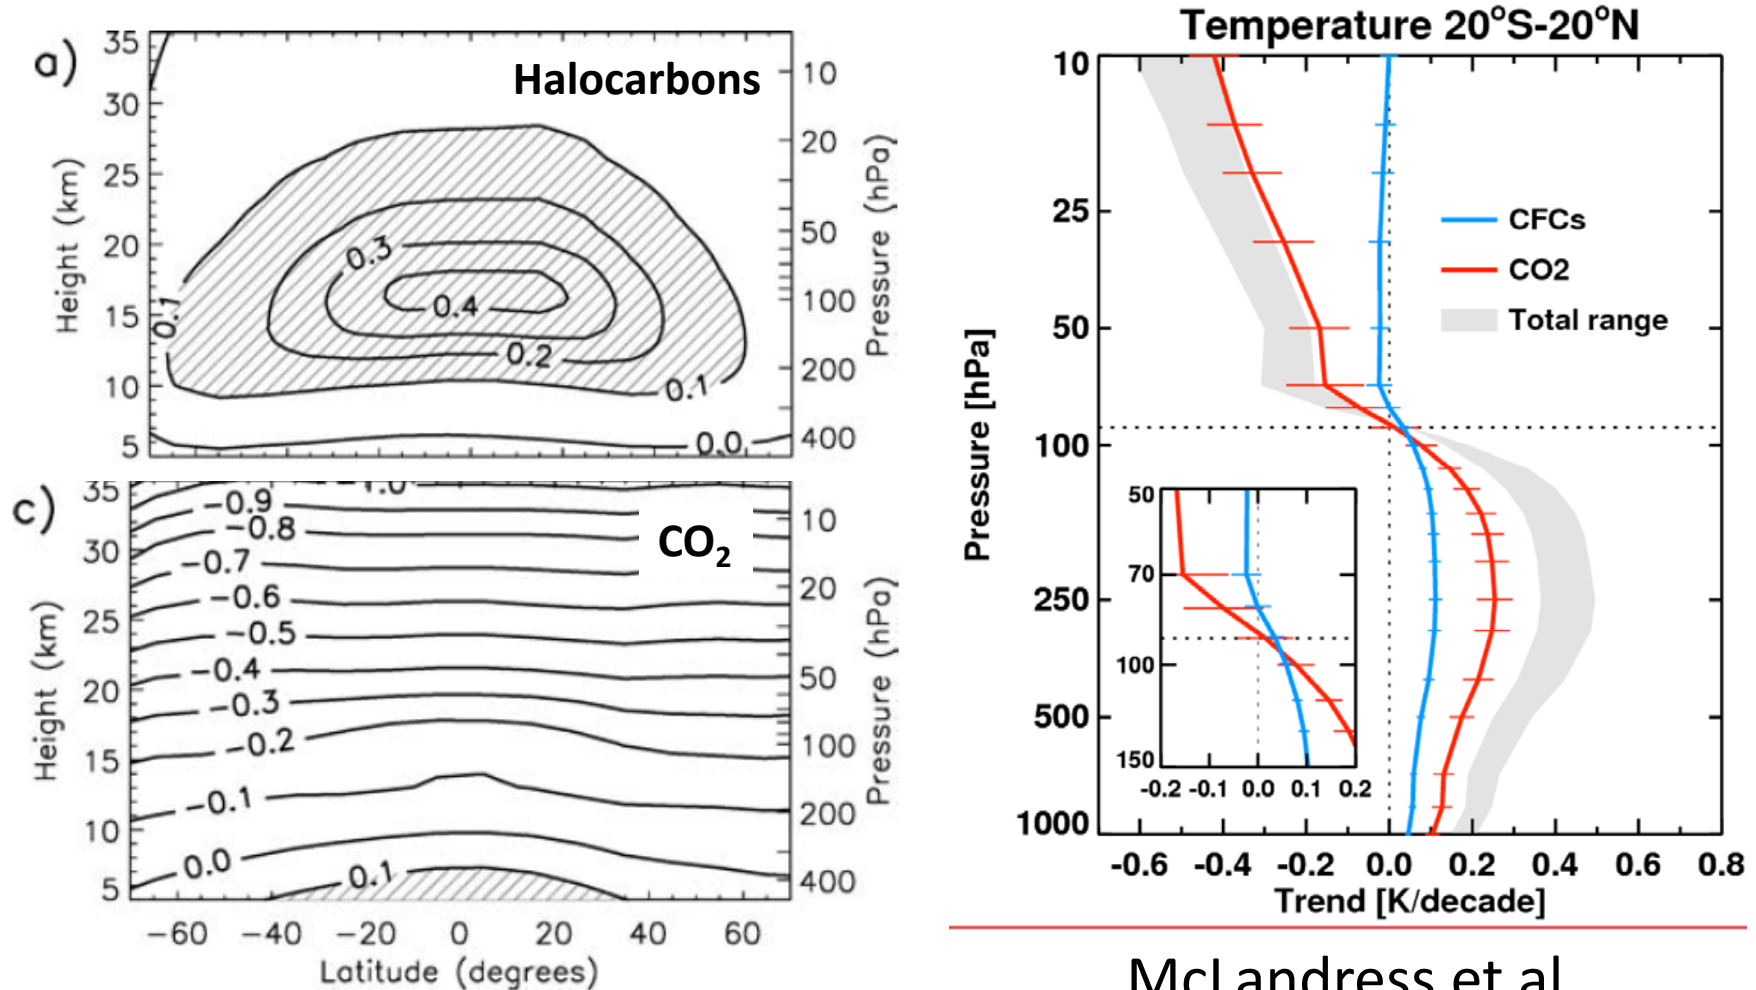 a)
Halocarbons
35
30
25
20
15
10
5
Height (km)
10
20
50
100
200
400
Pressure (hPa)
0.3
0.4
0.2
0.1
0.1
0.0
c)
CO2
35
30
25
20
15
10
5
Height (km)
10
20
50
100
200
400
Pressure (hPa)
−0.9
−0.8
−0.7
−0.6
−0.5
−0.4
−0.3
−0.2
−0.1
0.0
0.1
−60 −40 −20 0 20 40 60
Latitude (degrees)
Temperature 20°S-20°N
10
25
50
100
250
500
1000
Pressure [hPa]
CFCs
CO2
Total range
50
70
100
150
-0.2 -0.1 0.0 0.1 0.2
-0.6 -0.4 -0.2 0.0 0.2 0.4 0.6 0.8
Trend [K/decade]
McLandress et al